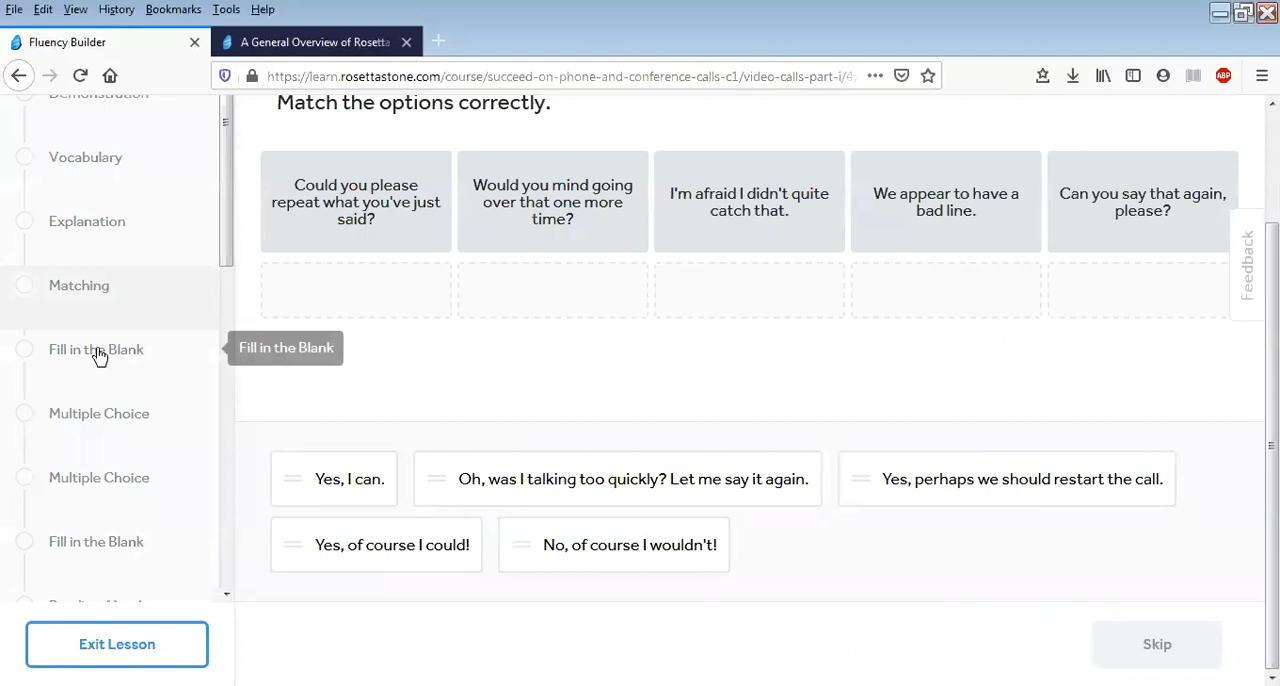 File Edit View History Bookmarks Tools Help
Fluency Builder
A General Overview of Rosetta
https://learn.rosettastone.com/course/succeed-on-phone-and-conference-calls-c1/video-calls-part-i/4
ABP
Demonstration
Vocabulary
Explanation
Matching
Fill in the Blank
Fill in the Blank
Multiple Choice
Multiple Choice
Fill in the Blank
Exit Lesson
Match the options correctly.
Could you please
repeat what you've just
said?
Would you mind going
over that one more
time?
I'm afraid I didn't quite
catch that.
We appear to have a
bad line.
Can you say that again,
please?
Feedback
Yes, I can.
Oh, was I talking too quickly? Let me say it again.
Yes, perhaps we should restart the call.
Yes, of course I could!
No, of course I wouldn't!
Skip